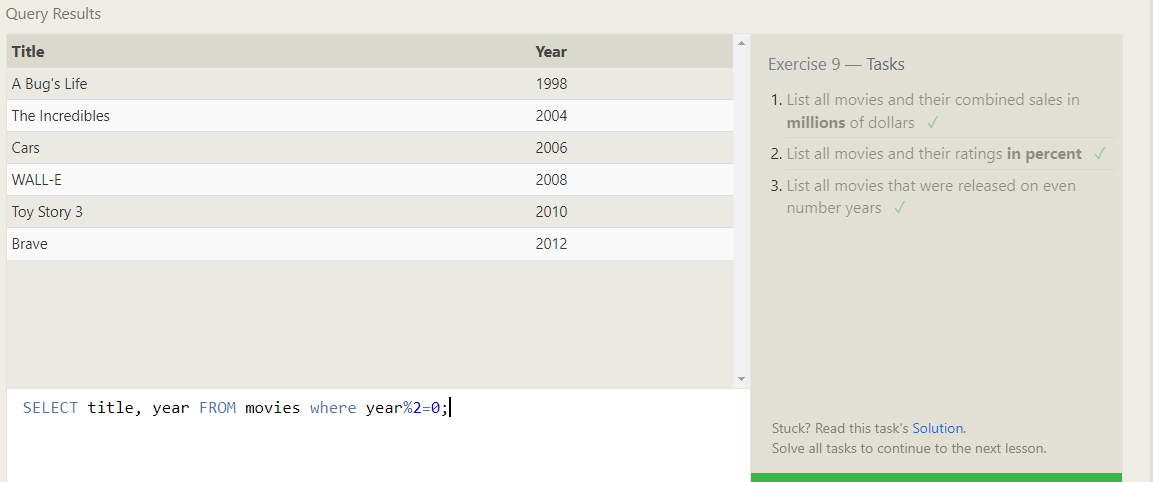 Query Results
Title Year
A Bug's Life 1998
The Incredibles 2004
Cars 2006
WALL-E 2008
Toy Story 3 2010
Brave 2012
SELECT title, year FROM movies where year%2=0;
Exercise 9 — Tasks
1. List all movies and their combined sales in
millions of dollars ✓
2. List all movies and their ratings in percent ✓
3. List all movies that were released on even
number years ✓
Stuck? Read this task's Solution.
Solve all tasks to continue to the next lesson.